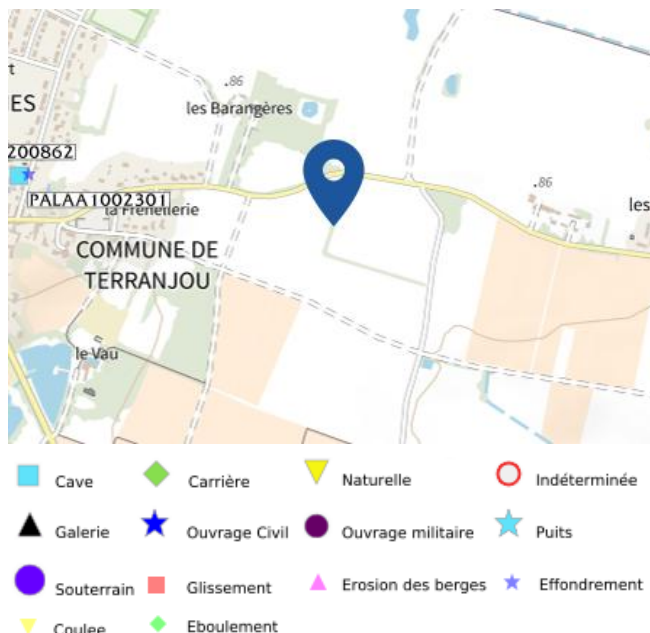 .86
les Barangères
t
ES
200862
.86
PALAA1002301
la Frenellerie
les
COMMUNE DE
TERRANJOU
le Vau
Cave
Carrière
Naturelle
Indéterminée
Galerie
Ouvrage Civil
Ouvrage militaire
Puits
Souterrain
Glissement
Erosion des berges
Effondrement
Coulee
Eboulement